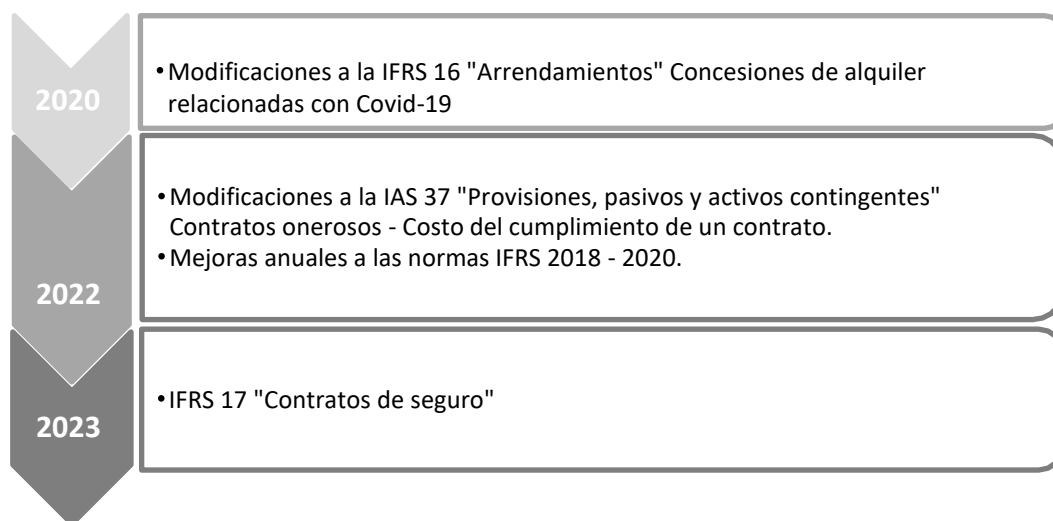 2020
•Modificaciones a la IFRS 16 "Arrendamientos" Concesiones de alquiler
relacionadas con Covid-19
2022
•Modificaciones a la IAS 37 "Provisiones, pasivos y activos contingentes"
Contratos onerosos - Costo del cumplimiento de un contrato.
•Mejoras anuales a las normas IFRS 2018 - 2020.
2023
•IFRS 17 "Contratos de seguro"